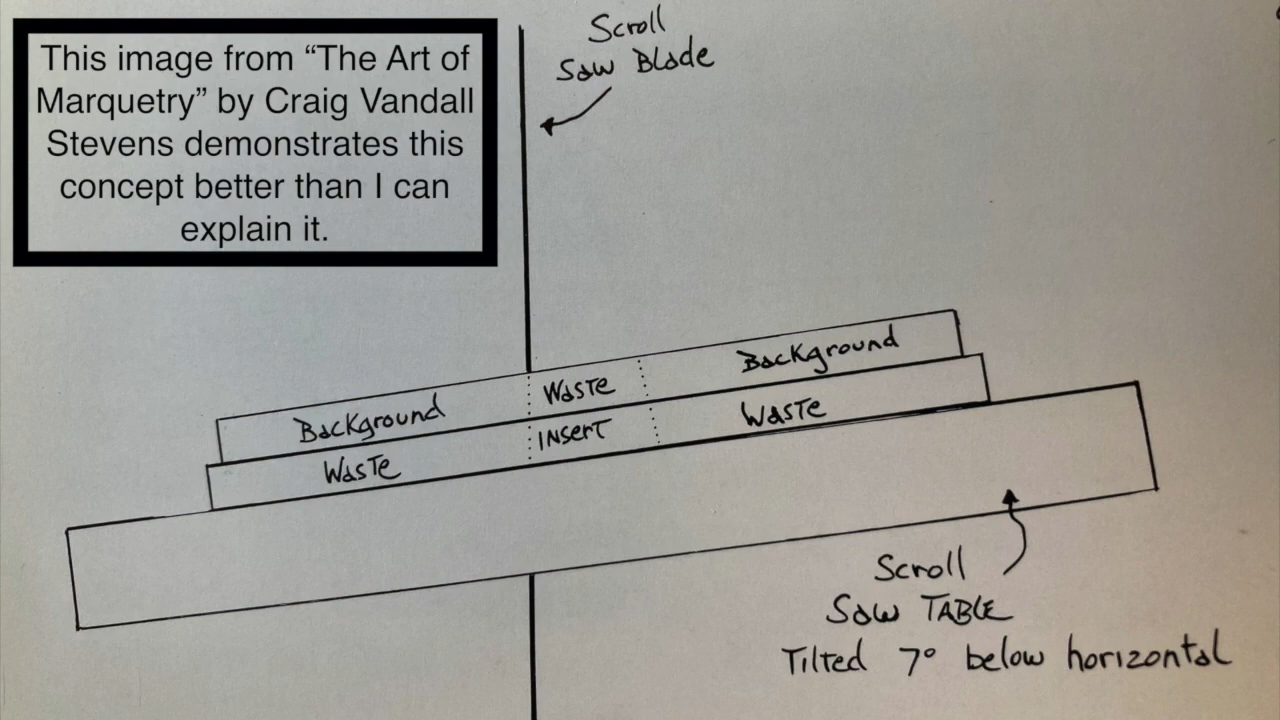 This image from “The Art of
Marquetry” by Craig Vandall
Stevens demonstrates this
concept better than I can
explain it.
Scroll
Saw Blade
Background
Waste
Background
Waste
Insert
Waste
Scroll
Saw TABLE
Tilted 7° below horizontal